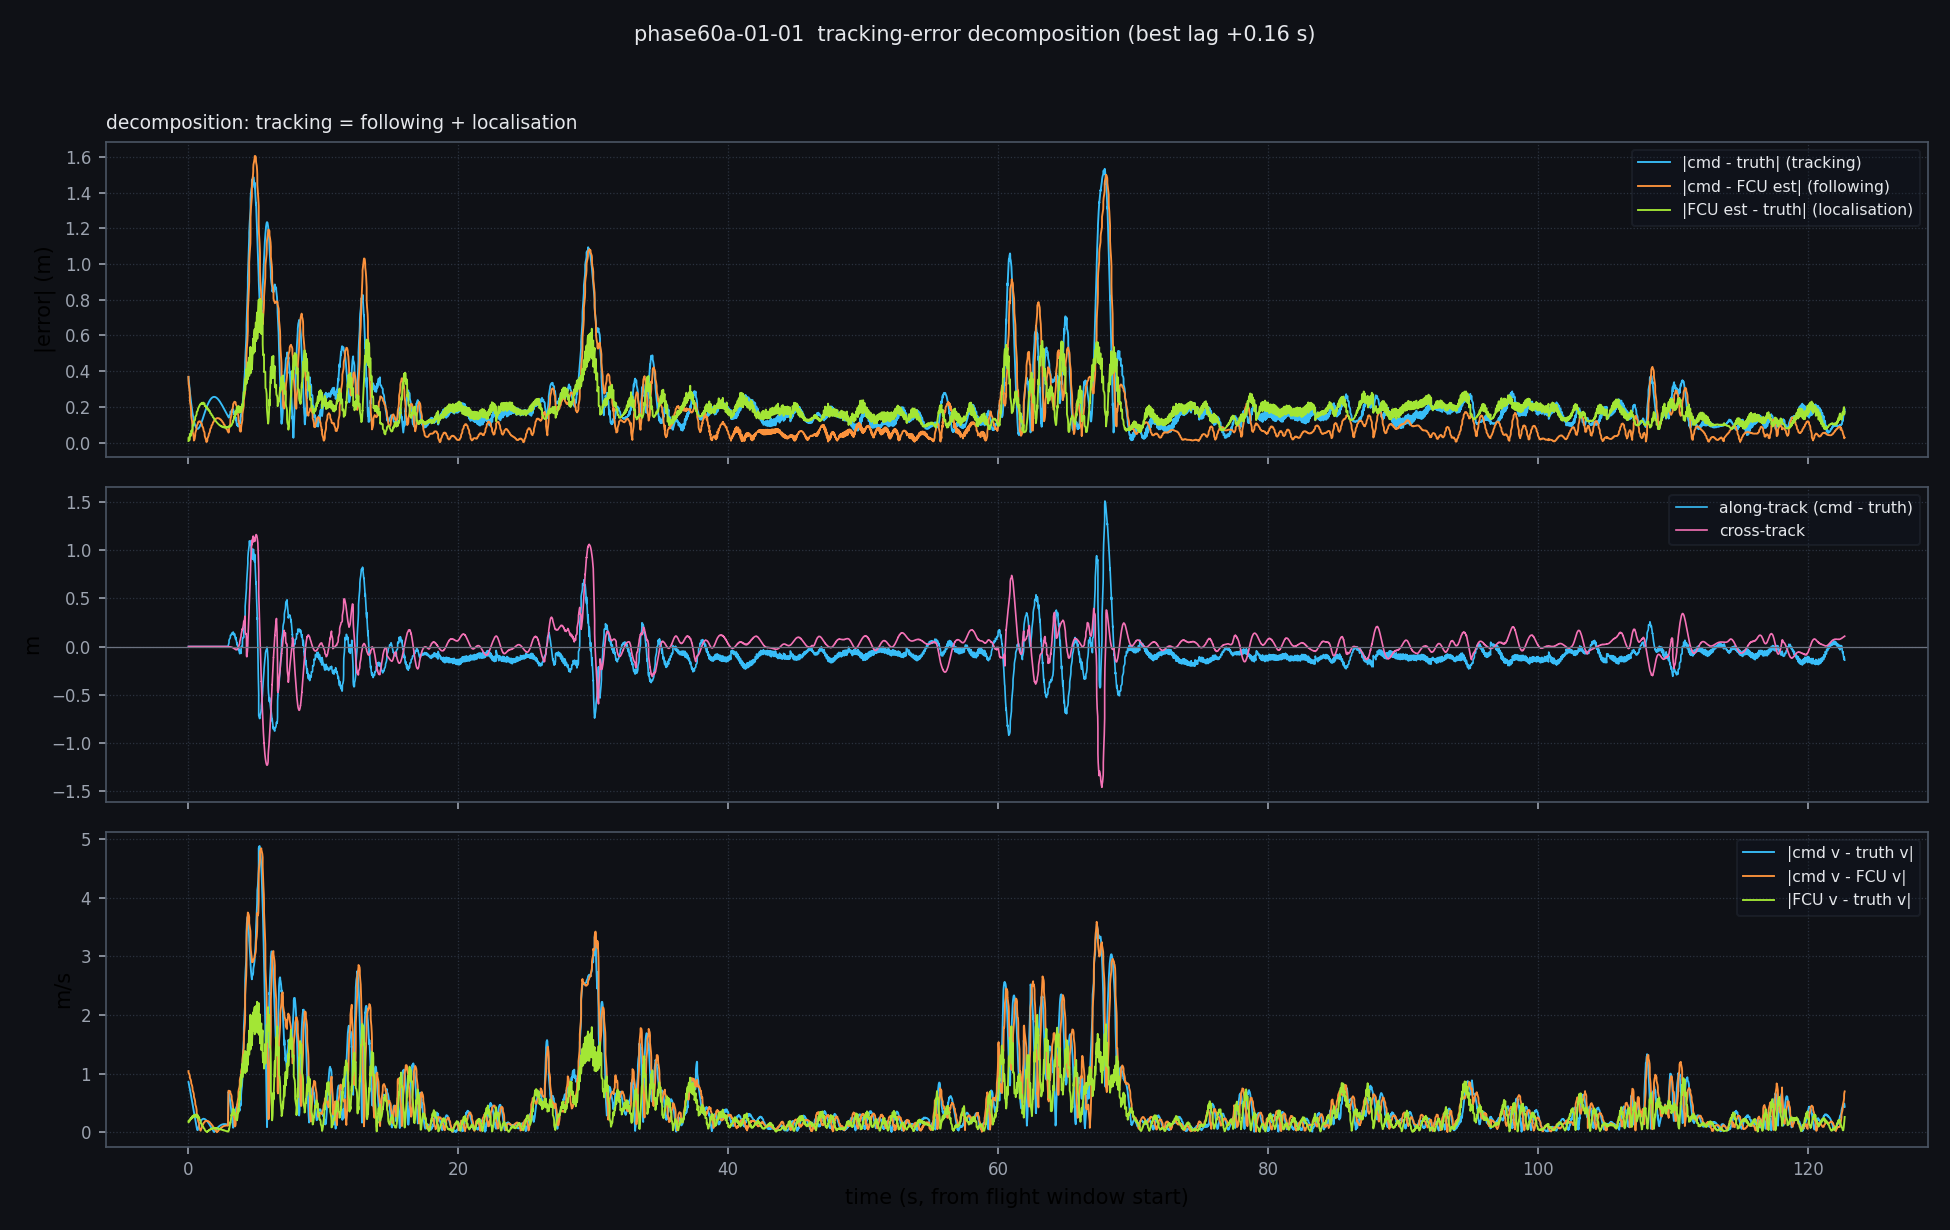 phase60a-01-01  tracking-error decomposition (best lag +0.16 s)
decomposition: tracking = following + localisation
|error| (m)
1.6
1.4
1.2
1.0
0.8
0.6
0.4
0.2
0.0
|cmd - truth| (tracking)
|cmd - FCU est| (following)
|FCU est - truth| (localisation)
m
1.5
1.0
0.5
0.0
−0.5
−1.0
−1.5
along-track (cmd - truth)
cross-track
m/s
5
4
3
2
1
0
|cmd v - truth v|
|cmd v - FCU v|
|FCU v - truth v|
0 20 40 60 80 100 120
time (s, from flight window start)